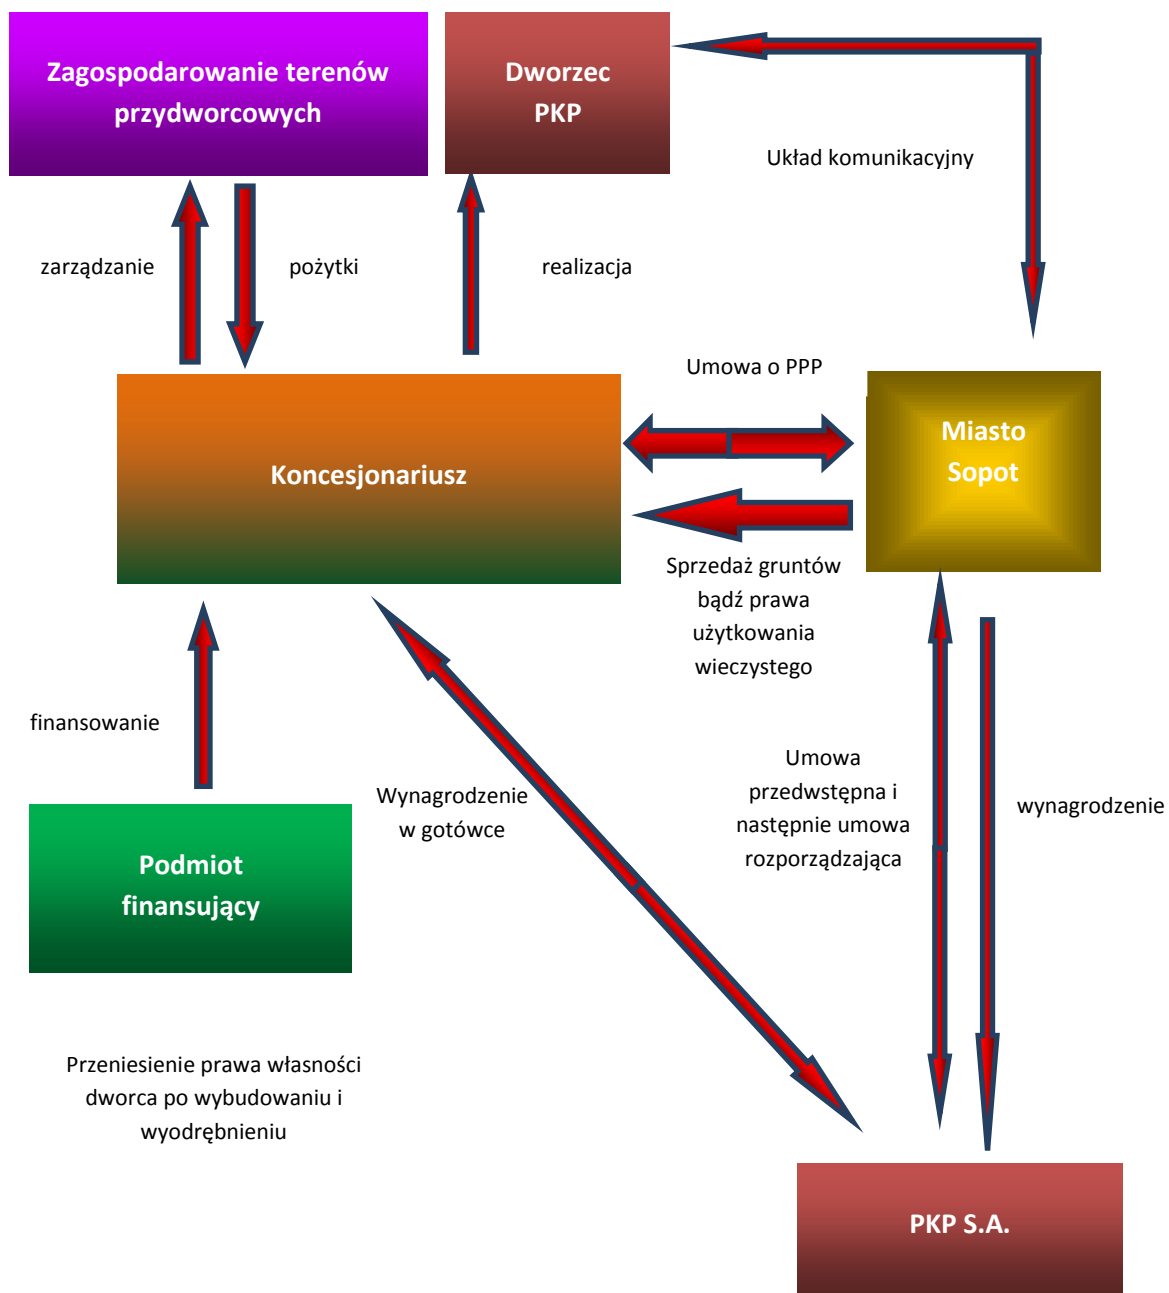 Zagospodarowanie terenów
przydworcowych
Dworzec
PKP
Układ komunikacyjny
zarządzanie
pożytki
realizacja
Umowa o PPP
Koncesjonariusz
Miasto
Sopot
Sprzedaż gruntów
bądź prawa
użytkowania
wieczystego
finansowanie
Wynagrodzenie
w gotówce
Umowa
przedwstępna i
następnie umowa
rozporządzająca
wynagrodzenie
Podmiot
finansujący
Przeniesienie prawa własności
dworca po wybudowaniu i
wyodrębnieniu
PKP S.A.